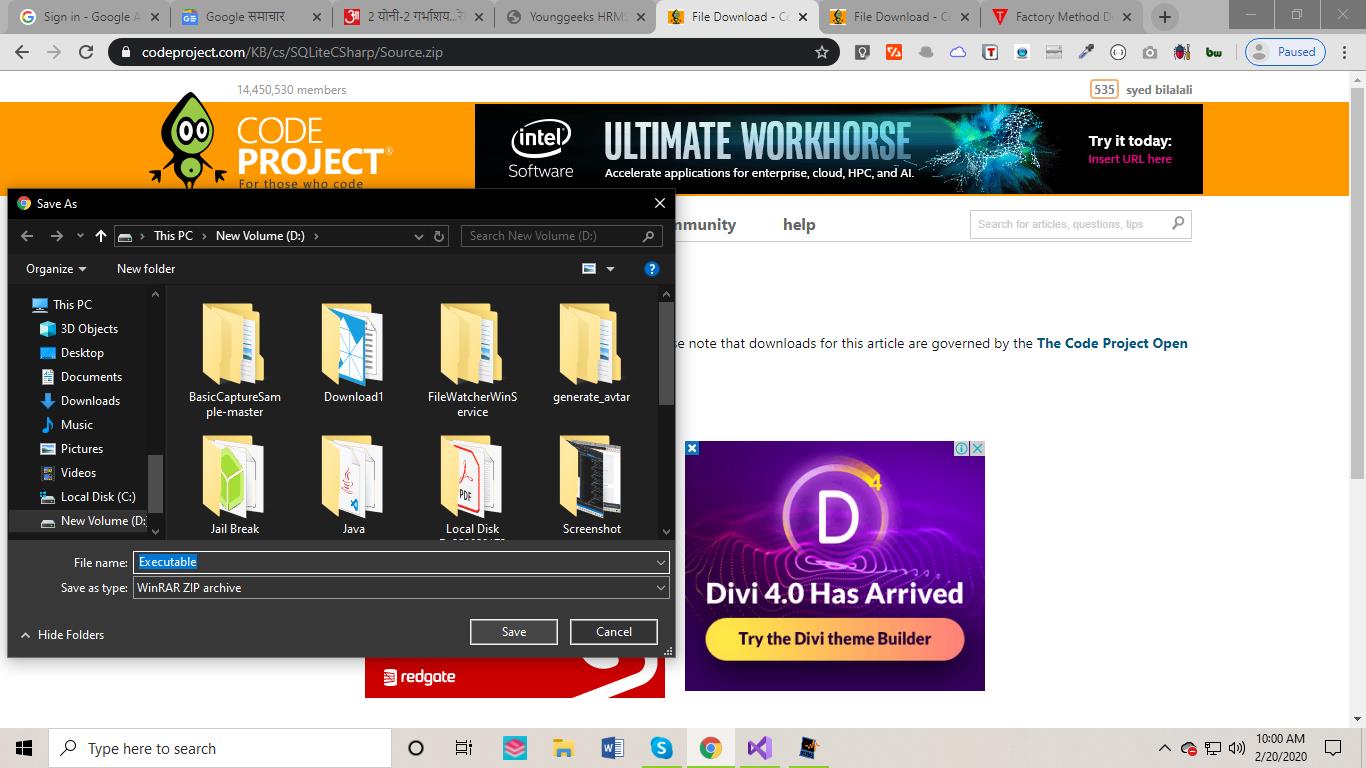 Sign in - Google A
Google समाचार
2 योनी-2 गर्भाशय...
Younggeeks HRM
File Download - Co
File Download - Co
Factory Method D
codeproject.com/KB/cs/SQLiteCSharp/Source.zip
Paused
14,450,530 members
535 syed bilalali
CODE
PROJECT®
For those who code
intel
Software
ULTIMATE WORKHORSE
Accelerate applications for enterprise, cloud, HPC, and AI.
Try it today:
Insert URL here
mmunity
help
Search for articles, questions, tips
Save As
This PC
New Volume (D:)
Search New Volume (D:)
Organize
New folder
This PC
3D Objects
Desktop
Documents
Downloads
Music
Pictures
Videos
Local Disk (C:)
New Volume (D:
BasicCaptureSam
ple-master
Download1
FileWatcherWinS
ervice
generate_avtar
Jail Break
Java
Local Disk
Screenshot
PDF
File name: Executable
Save as type: WinRAR ZIP archive
Hide Folders
Save
Cancel
se note that downloads for this article are governed by the The Code Project Open
redgate
D
4
Divi 4.0 Has Arrived
Try the Divi theme Builder
Type here to search
10:00 AM
2/20/2020